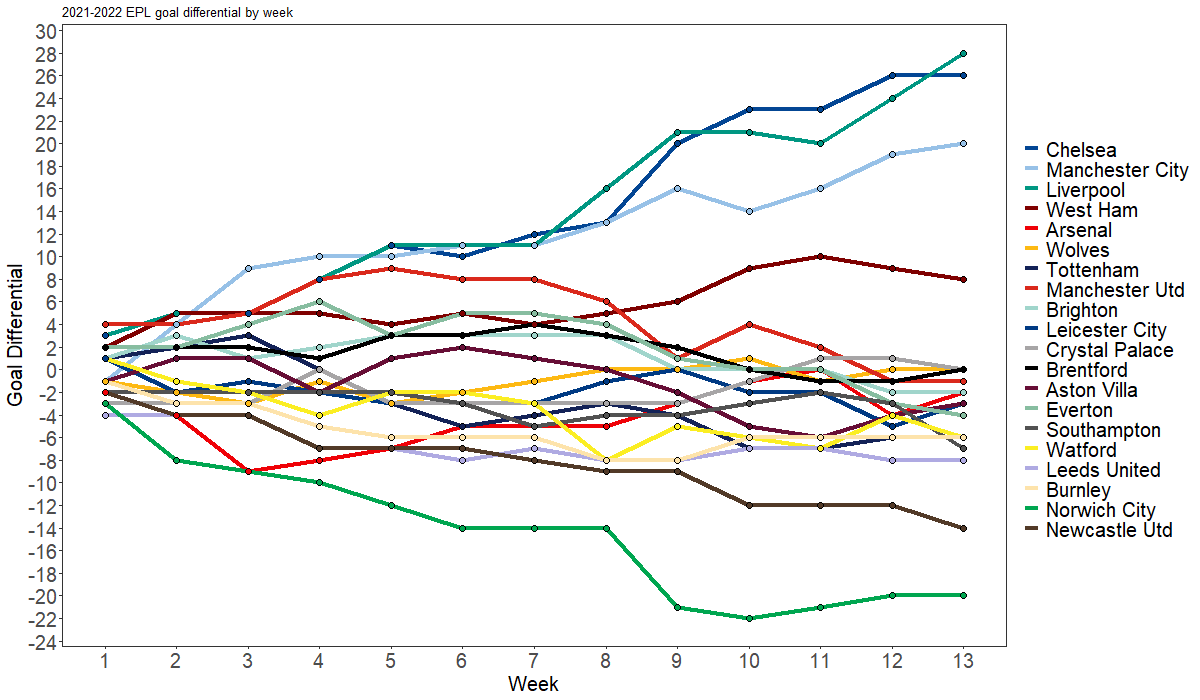 2021-2022 EPL goal differential by week
30
28
26
24
22
20
18
16
14
12
10
8
6
4
2
0
-2
-4
-6
-8
-10
-12
-14
-16
-18
-20
-22
-24
Goal Differential
1 2 3 4 5 6 7 8 9 10 11 12 13
Week
Chelsea
Manchester City
Liverpool
West Ham
Arsenal
Wolves
Tottenham
Manchester Utd
Brighton
Leicester City
Crystal Palace
Brentford
Aston Villa
Everton
Southampton
Watford
Leeds United
Burnley
Norwich City
Newcastle Utd